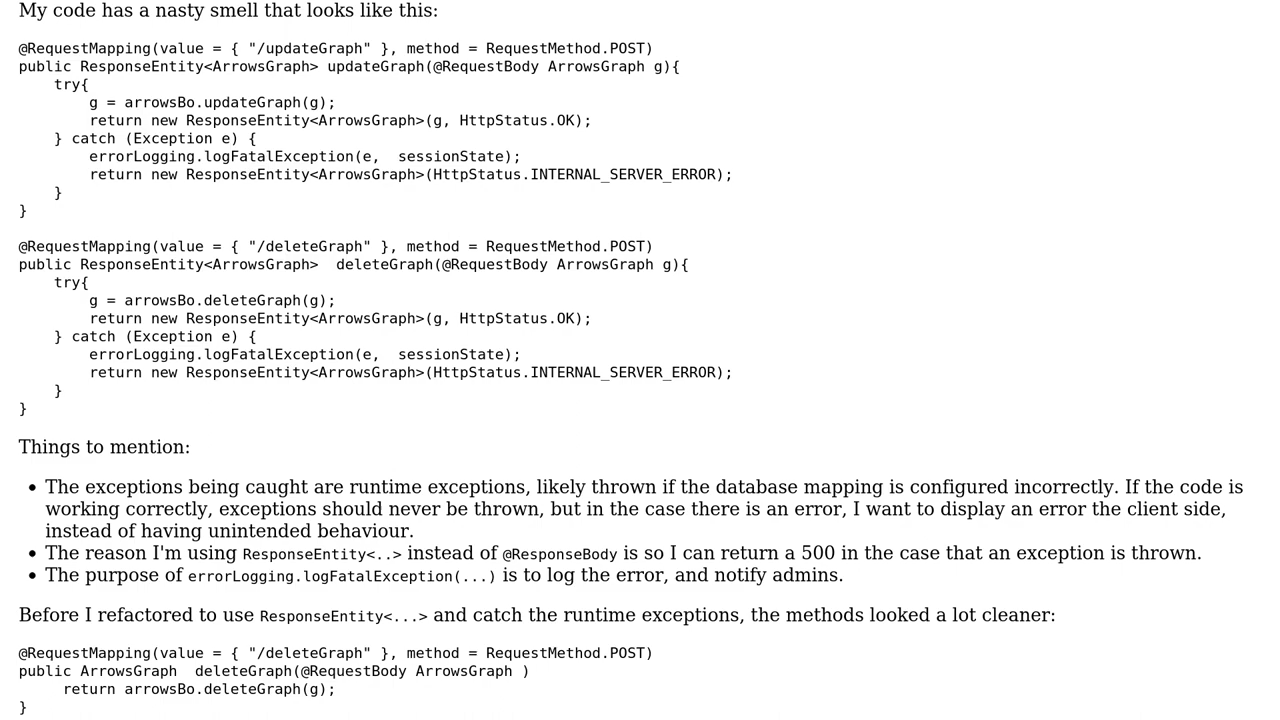 My code has a nasty smell that looks like this:
@RequestMapping(value = { "/updateGraph" }, method = RequestMethod.POST)
public ResponseEntity<ArrowsGraph> updateGraph(@RequestBody ArrowsGraph g){
    try{
        g = arrowsBo.updateGraph(g);
        return new ResponseEntity<ArrowsGraph>(g, HttpStatus.OK);
    } catch (Exception e) {
        errorLogging.logFatalException(e,  sessionState);
        return new ResponseEntity<ArrowsGraph>(HttpStatus.INTERNAL_SERVER_ERROR);
    }
}
@RequestMapping(value = { "/deleteGraph" }, method = RequestMethod.POST)
public ResponseEntity<ArrowsGraph>  deleteGraph(@RequestBody ArrowsGraph g){
    try{
        g = arrowsBo.deleteGraph(g);
        return new ResponseEntity<ArrowsGraph>(g, HttpStatus.OK);
    } catch (Exception e) {
        errorLogging.logFatalException(e,  sessionState);
        return new ResponseEntity<ArrowsGraph>(HttpStatus.INTERNAL_SERVER_ERROR);
    }
}
Things to mention:
• The exceptions being caught are runtime exceptions, likely thrown if the database mapping is configured incorrectly. If the code is
working correctly, exceptions should never be thrown, but in the case there is an error, I want to display an error the client side,
instead of having unintended behaviour.
• The reason I'm using ResponseEntity<..> instead of @ResponseBody is so I can return a 500 in the case that an exception is thrown.
• The purpose of errorLogging.logFatalException(...) is to log the error, and notify admins.
Before I refactored to use ResponseEntity<...> and catch the runtime exceptions, the methods looked a lot cleaner:
@RequestMapping(value = { "/deleteGraph" }, method = RequestMethod.POST)
public ArrowsGraph  deleteGraph(@RequestBody ArrowsGraph )
     return arrowsBo.deleteGraph(g);
}